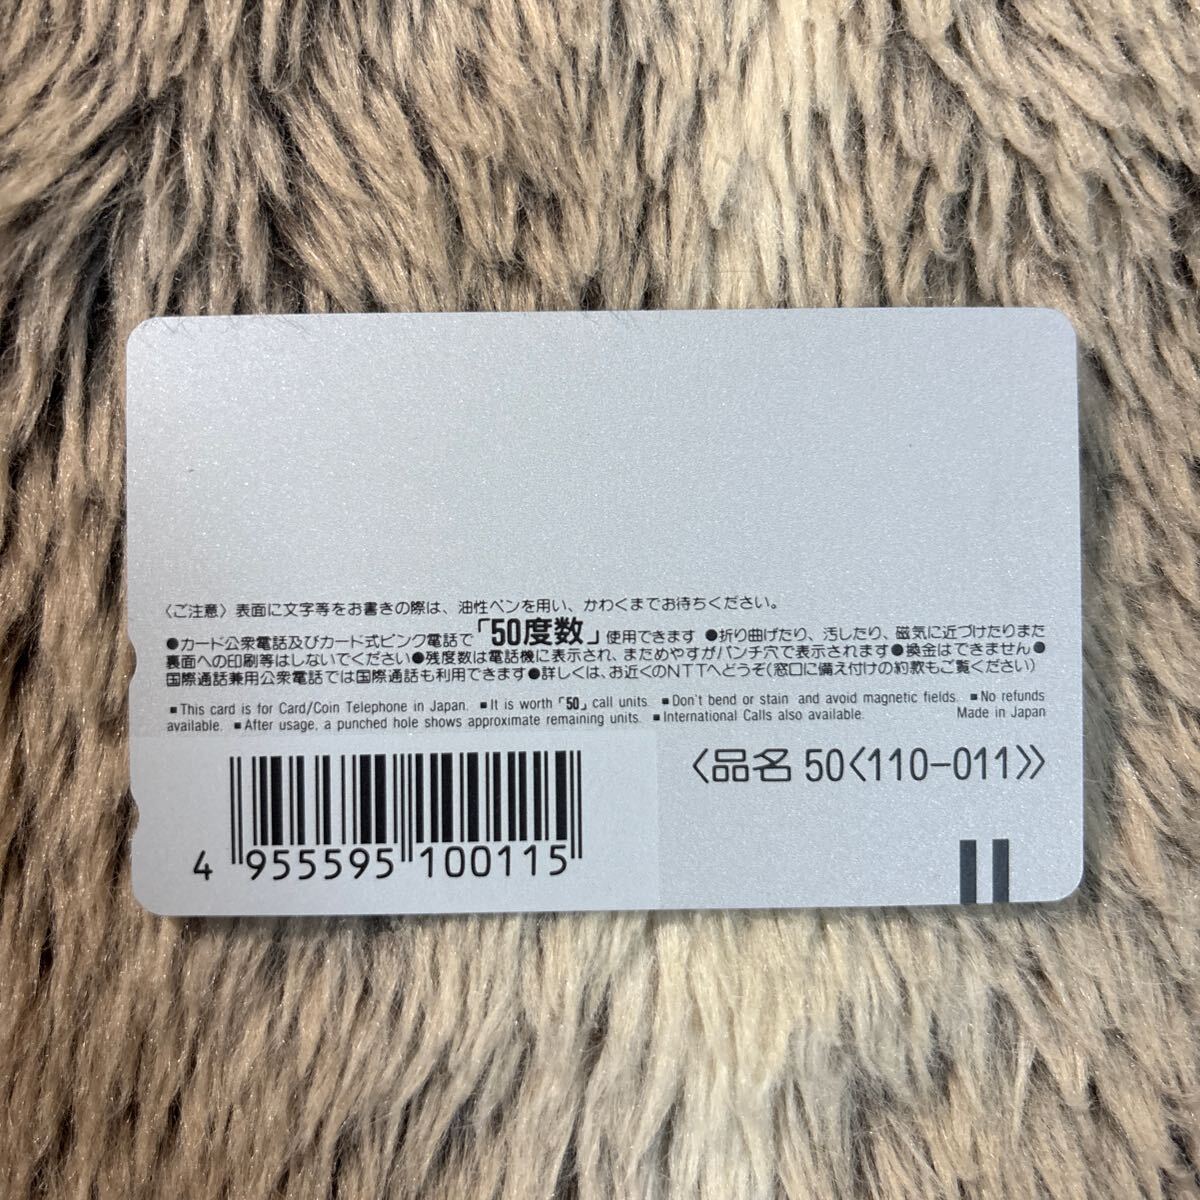 〈ご注意〉表面に文字等をお書きの際は、油性ペンを用い、かわくまでお待ちください。
●カード公衆電話及びカード式ピンク電話で「50度数」使用できます ●折り曲げたり、汚したり、磁気に近づけたりまた
裏面への印刷等はしないでください●残度数は電話機に表示され、まためやすがパンチ穴で表示されます●換金はできません●
国際通話兼用公衆電話では国際通話も利用できます●詳しくは、お近くのNTTへどうぞ(窓口に備え付けの約款もご覧ください)
■This card is for Card/Coin Telephone in Japan. ■It is worth「50」call units. ■Don't bend or stain and avoid magnetic fields. ■No refunds
available. ■After usage, a punched hole shows approximate remaining units. ■International Calls also available. Made in Japan
〈品名 50〈110-011〉〉
4 955595 100115